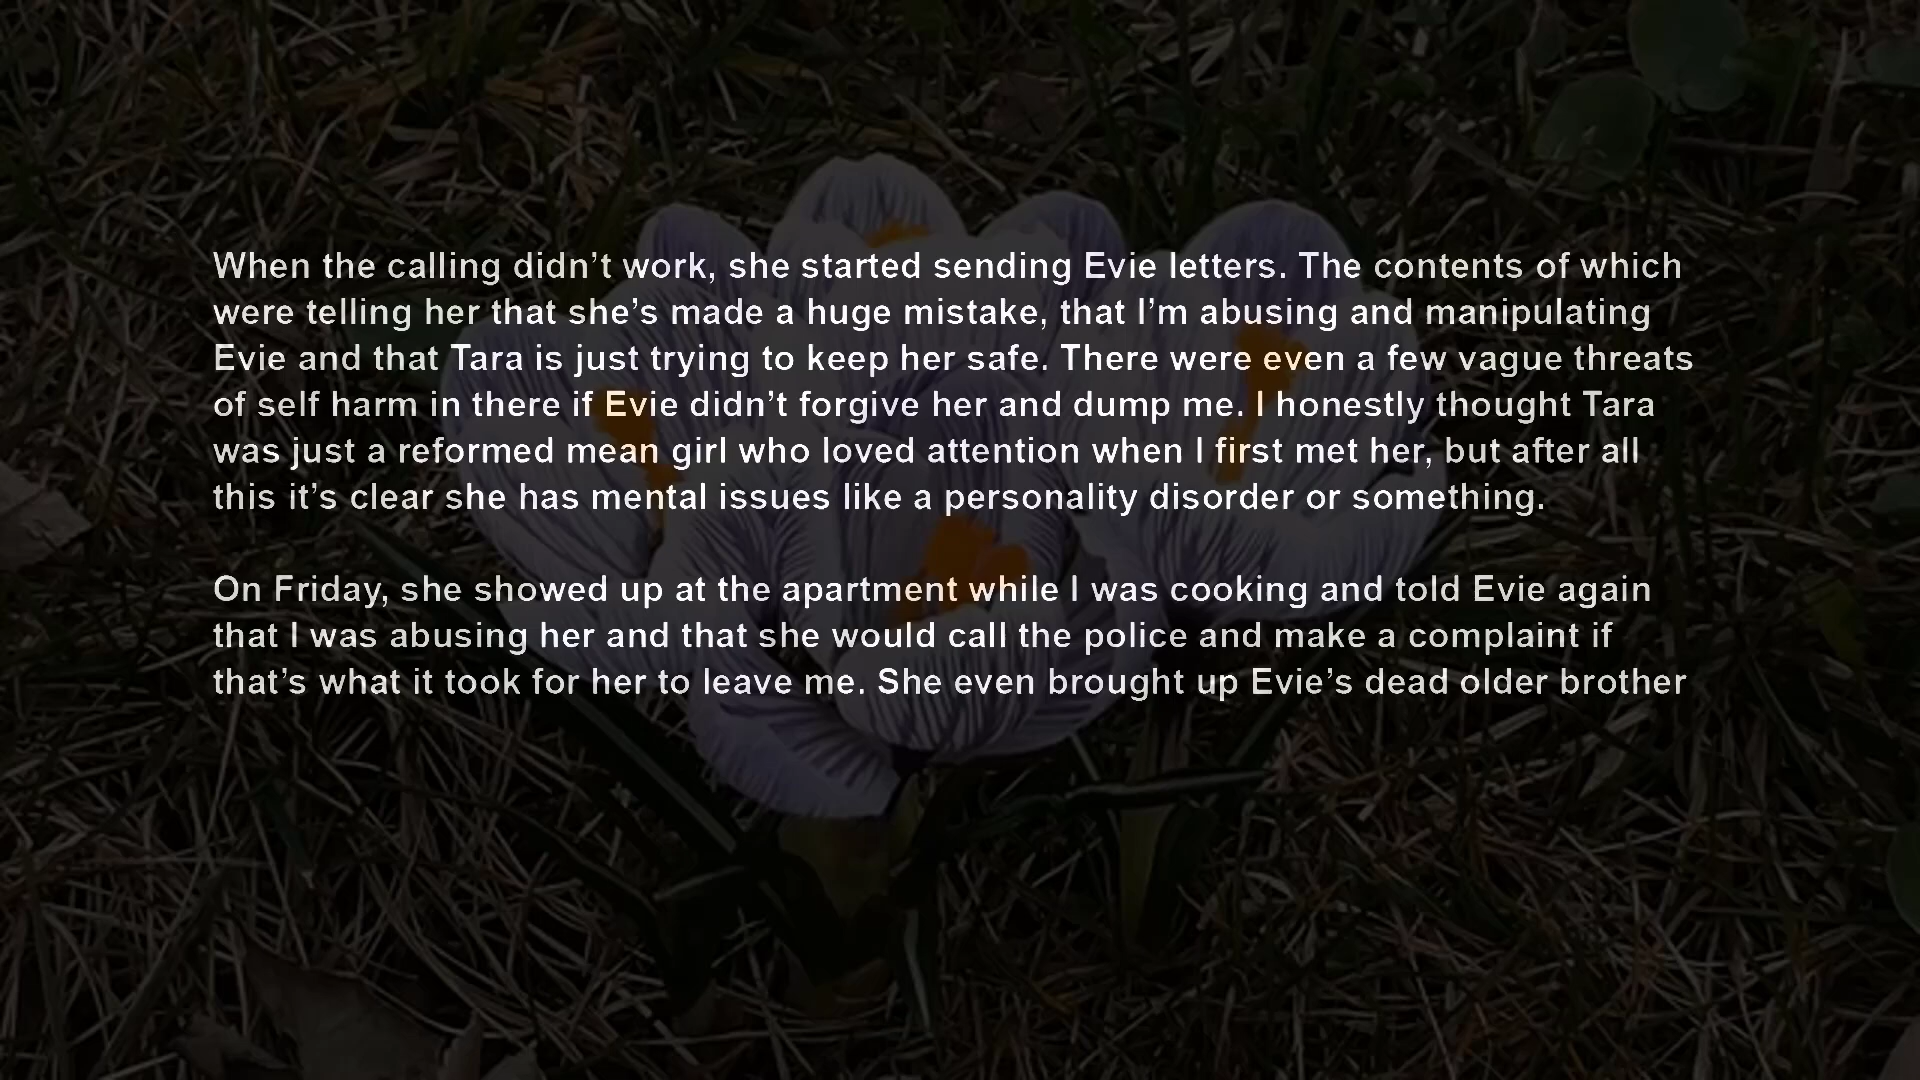 When the calling didn’t work, she started sending Evie letters. The contents of which
were telling her that she’s made a huge mistake, that I’m abusing and manipulating
Evie and that Tara is just trying to keep her safe. There were even a few vague threats
of self harm in there if Evie didn’t forgive her and dump me. I honestly thought Tara
was just a reformed mean girl who loved attention when I first met her, but after all
this it’s clear she has mental issues like a personality disorder or something.
On Friday, she showed up at the apartment while I was cooking and told Evie again
that I was abusing her and that she would call the police and make a complaint if
that’s what it took for her to leave me. She even brought up Evie’s dead older brother